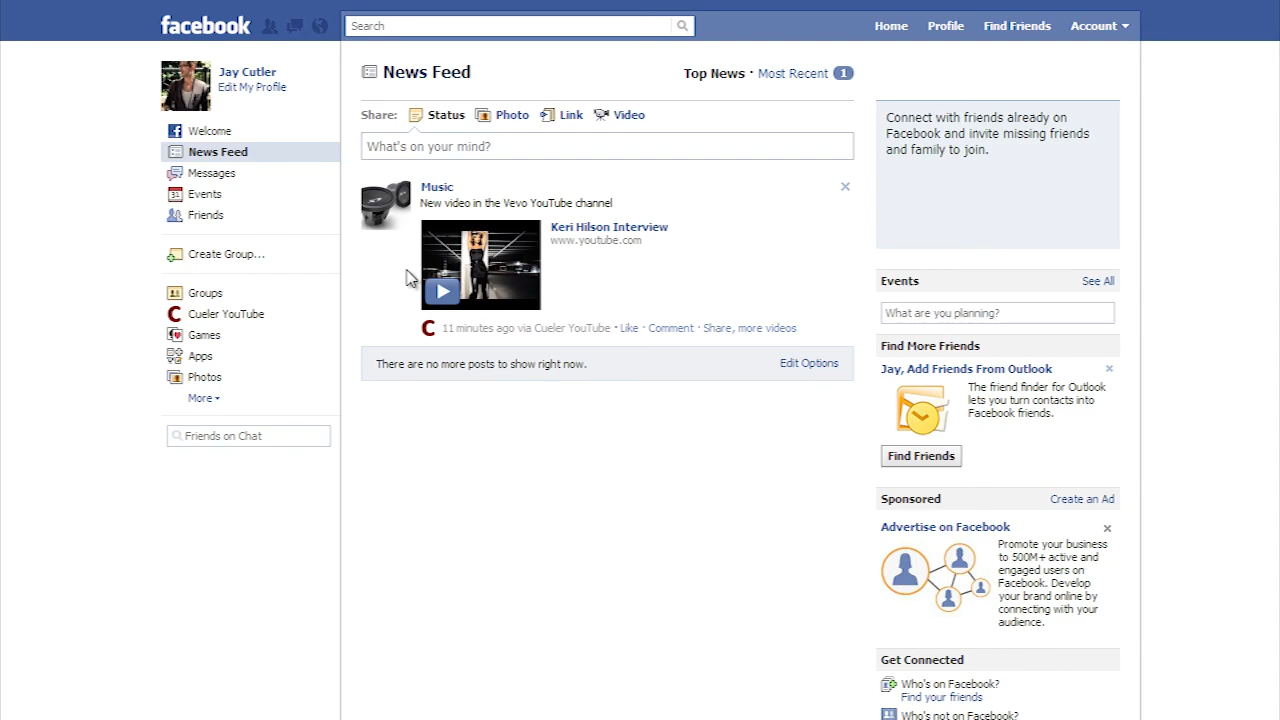 facebook
Search
Home
Profile
Find Friends
Account
Jay Cutler
Edit My Profile
Welcome
News Feed
Messages
31 Events
Friends
Create Group...
Groups
C Cueler YouTube
Games
Apps
Photos
More
Friends on Chat
News Feed
Top News · Most Recent 1
Share: Status Photo Link Video
What's on your mind?
Music
New video in the Vevo YouTube channel
Keri Hilson Interview
www.youtube.com
C 11 minutes ago via Cueler YouTube · Like · Comment · Share, more videos
There are no more posts to show right now.
Edit Options
Connect with friends already on
Facebook and invite missing friends
and family to join.
Events
See All
What are you planning?
Find More Friends
Jay, Add Friends From Outlook
The friend finder for Outlook
lets you turn contacts into
Facebook friends.
Find Friends
Sponsored
Create an Ad
Advertise on Facebook
Promote your business
to 500M+ active and
engaged users on
Facebook. Develop
your brand online by
connecting with your
audience.
Get Connected
Who's on Facebook?
Find your friends
Who's not on Facebook?